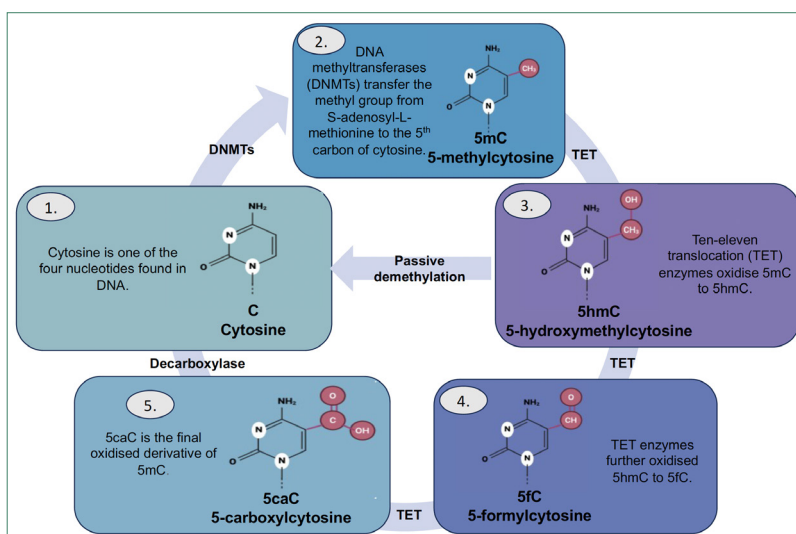 2.
DNA
methyltransferases
(DNMTs) transfer the
methyl group from
S-adenosyl-L-
methionine to the 5th
carbon of cytosine.
NH₂
CH₃
N
O
N
5mC
5-methylcytosine
DNMTs
TET
1.
Cytosine is one of the
four nucleotides found in
DNA.
NH₂
N
O
N
C
Cytosine
Passive
demethylation
3.
OH
NH₂
CH₃
N
O
N
Ten-eleven
translocation (TET)
enzymes oxidise 5mC
to 5hmC.
5hmC
5-hydroxymethylcytosine
Decarboxylase
TET
5.
5caC is the final
oxidised derivative of
5mC.
O
NH₂
C
OH
N
O
N
5caC
5-carboxylcytosine
TET
4.
O
NH₂
CH
N
O
N
TET enzymes
further oxidised
5hmC to 5fC.
5fC
5-formylcytosine